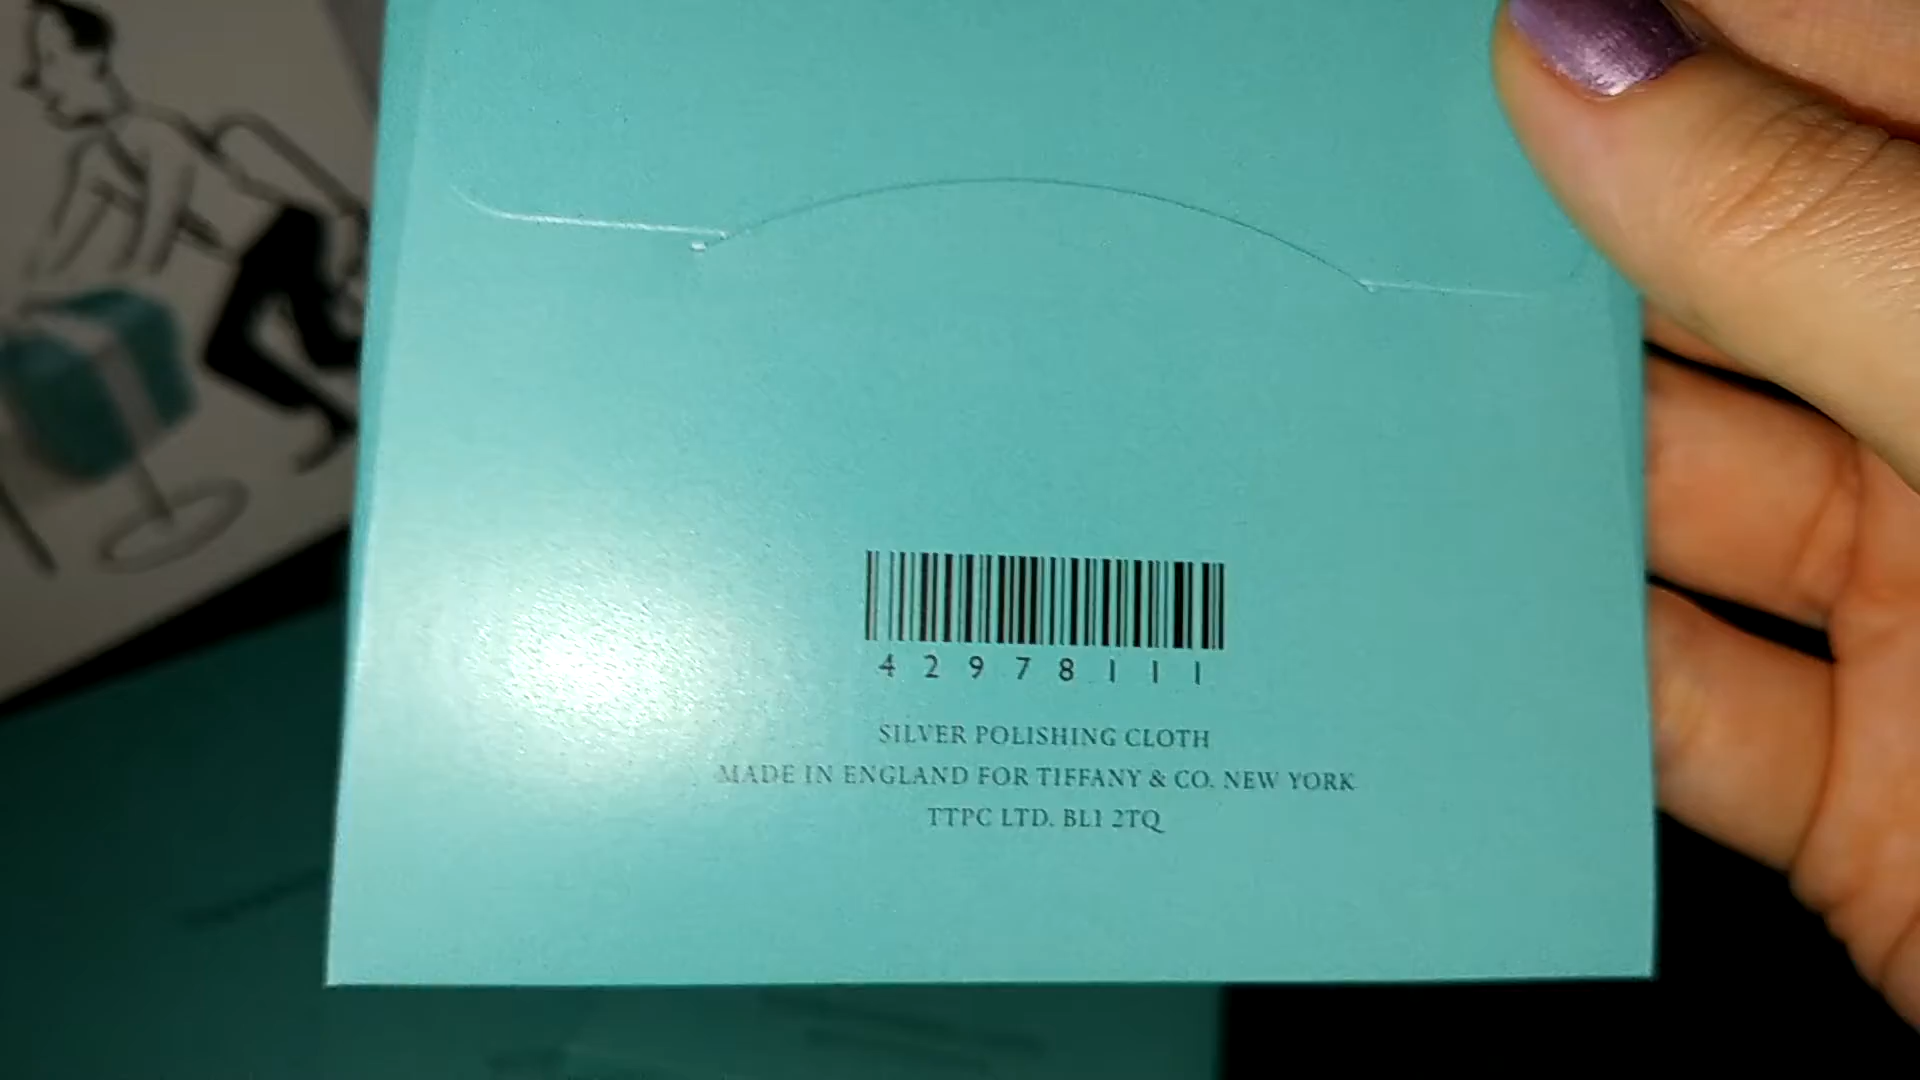 42978111
SILVER POLISHING CLOTH
MADE IN ENGLAND FOR TIFFANY & CO. NEW YORK
TTPC LTD. BL1 2TQ